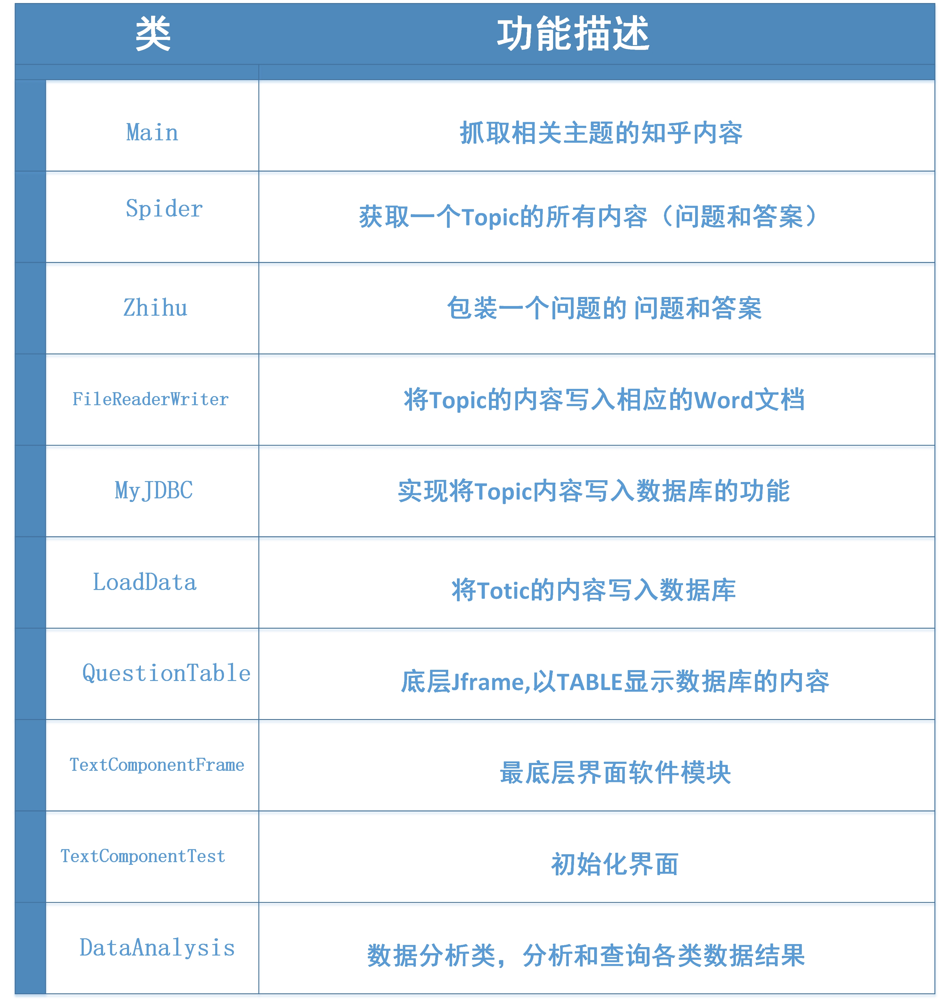 类 功能描述
Main 抓取相关主题的知乎内容
Spider 获取一个Topic的所有内容（问题和答案）
Zhihu 包装一个问题的 问题和答案
FileReaderWriter 将Topic的内容写入相应的Word文档
MyJDBC 实现将Topic内容写入数据库的功能
LoadData 将Totic的内容写入数据库
QuestionTable 底层Jframe,以TABLE显示数据库的内容
TextComponentFrame 最底层界面软件模块
TextComponentTest 初始化界面
DataAnalysis 数据分析类，分析和查询各类数据结果